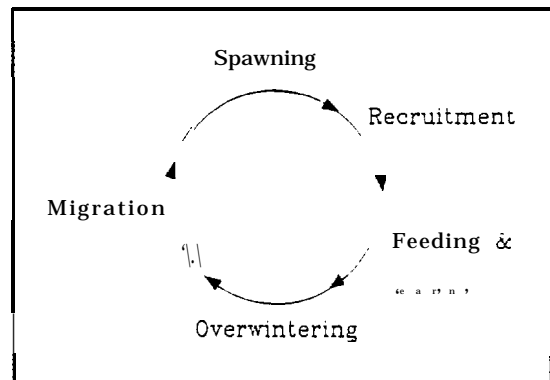 Spawning
Recruitment
Migration
Feeding &
Overwintering